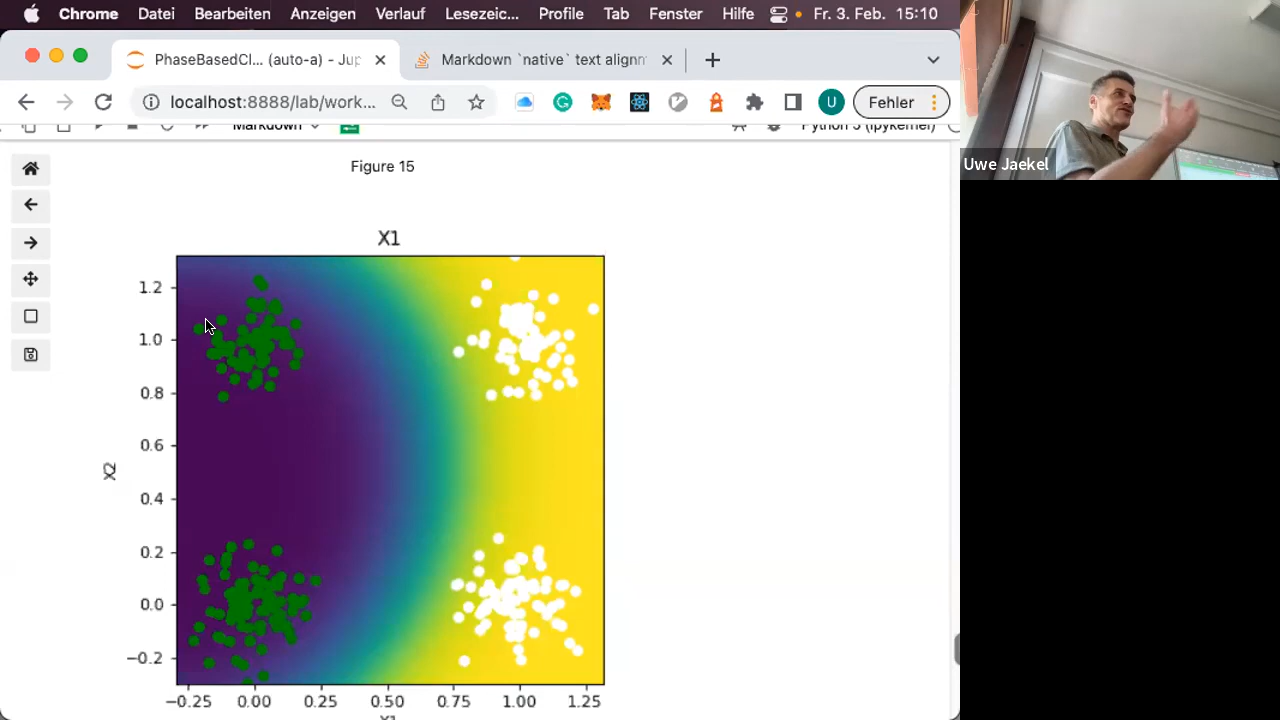 Chrome Datei Bearbeiten Anzeigen Verlauf Lesezeic... Profile Tab Fenster Hilfe Fr. 3. Feb. 15:10
PhaseBasedCl... (auto-a) - Jup
Markdown `native` text alignm
localhost:8888/lab/work...
U
Fehler
Markdown
Python 3 (ipykernel)
Uwe Jaekel
Figure 15
X1
1.2
1.0
0.8
0.6
X2
0.4
0.2
0.0
−0.2
−0.25 0.00 0.25 0.50 0.75 1.00 1.25
X1